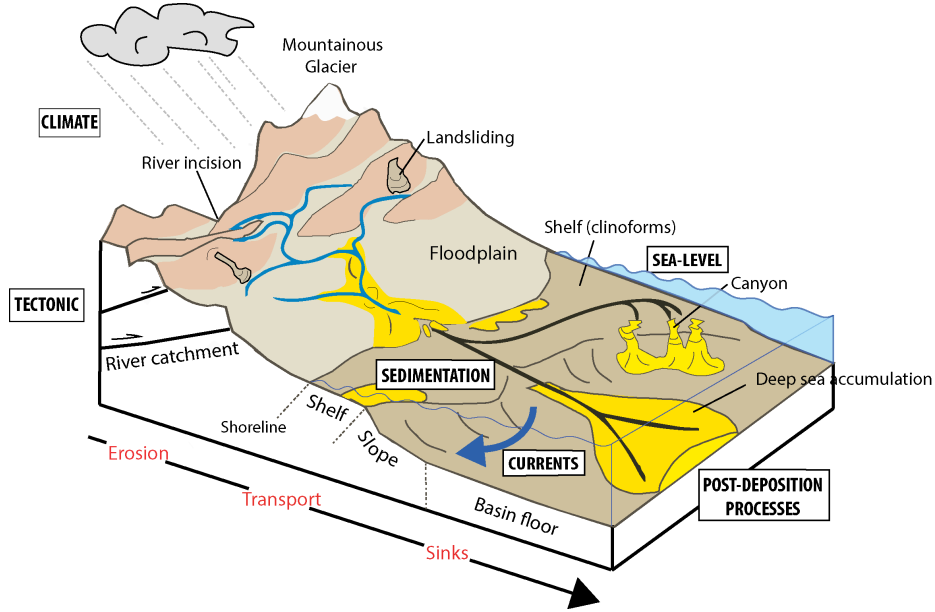 Mountainous
Glacier
CLIMATE
Landsliding
River incision
Shelf (clinoforms)
Floodplain
SEA-LEVEL
Canyon
TECTONIC
River catchment
SEDIMENTATION
Deep sea accumulation
Shelf
Shoreline
Slope
CURRENTS
Erosion
POST-DEPOSITION
PROCESSES
Transport
Basin floor
Sinks